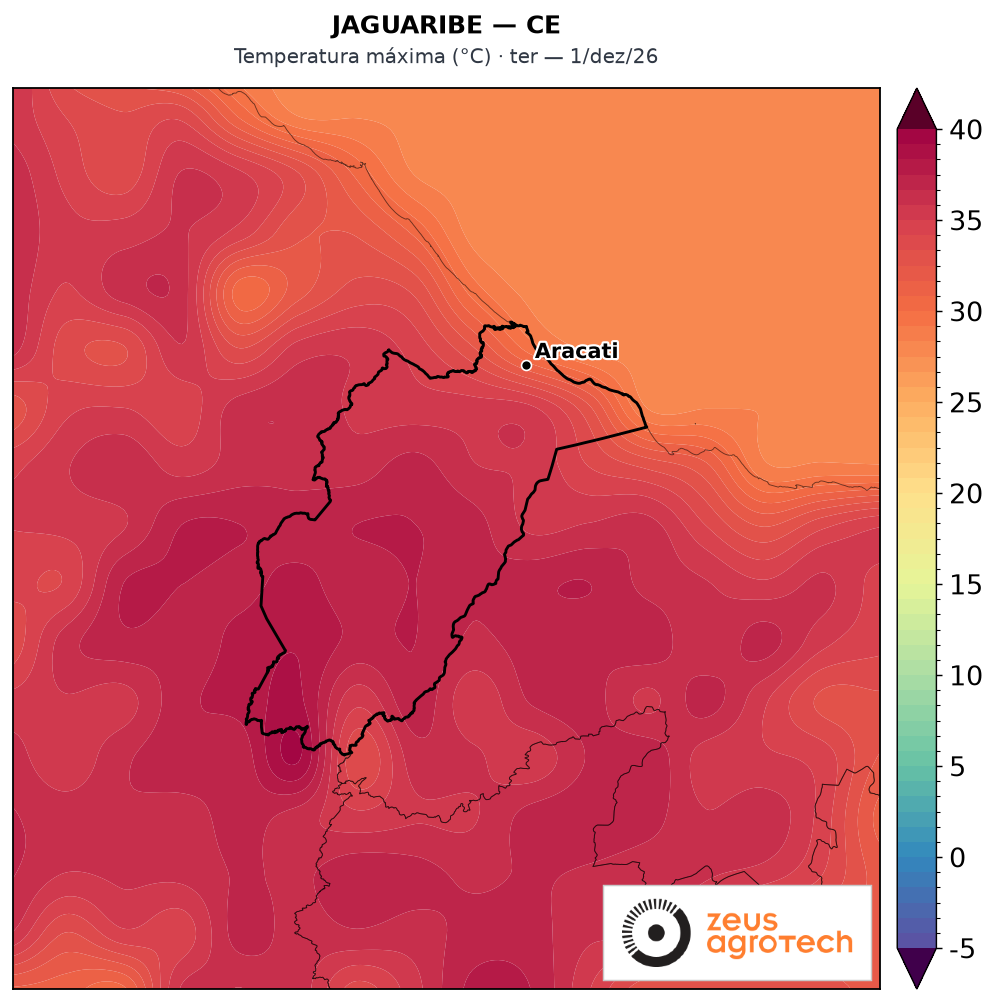 JAGUARIBE — CE
Temperatura máxima (°C) · ter — 1/dez/26
Aracati
40
35
30
25
20
15
10
5
0
-5
zeus
agrotech